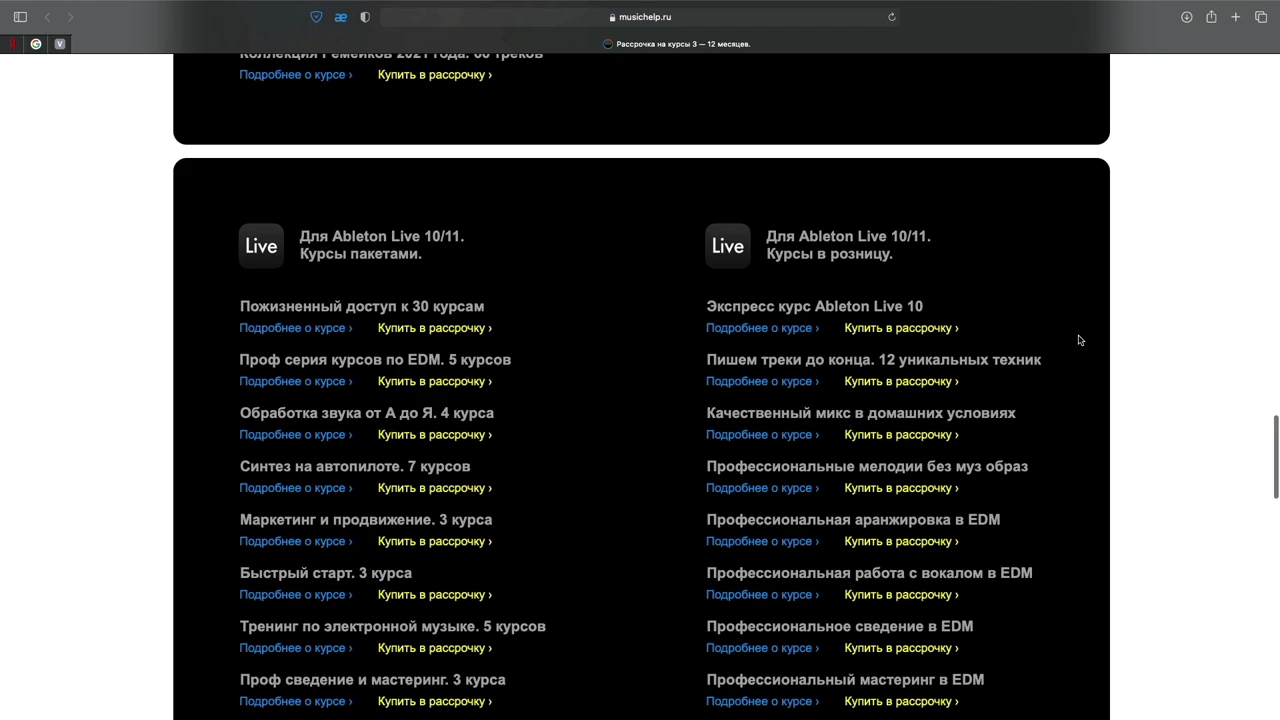 musichelp.ru
Я
G
V
Рассрочка на курсы 3 — 12 месяцев.
Коллекция Ремейков 2021 года. 60 треков
Подробнее о курсе ›
Купить в рассрочку ›
Live
Для Ableton Live 10/11.
Курсы пакетами.
Пожизненный доступ к 30 курсам
Подробнее о курсе ›
Купить в рассрочку ›
Проф серия курсов по EDM. 5 курсов
Подробнее о курсе ›
Купить в рассрочку ›
Обработка звука от А до Я. 4 курса
Подробнее о курсе ›
Купить в рассрочку ›
Синтез на автопилоте. 7 курсов
Подробнее о курсе ›
Купить в рассрочку ›
Маркетинг и продвижение. 3 курса
Подробнее о курсе ›
Купить в рассрочку ›
Быстрый старт. 3 курса
Подробнее о курсе ›
Купить в рассрочку ›
Тренинг по электронной музыке. 5 курсов
Подробнее о курсе ›
Купить в рассрочку ›
Проф сведение и мастеринг. 3 курса
Подробнее о курсе ›
Купить в рассрочку ›
Live
Для Ableton Live 10/11.
Курсы в розницу.
Экспресс курс Ableton Live 10
Подробнее о курсе ›
Купить в рассрочку ›
Пишем треки до конца. 12 уникальных техник
Подробнее о курсе ›
Купить в рассрочку ›
Качественный микс в домашних условиях
Подробнее о курсе ›
Купить в рассрочку ›
Профессиональные мелодии без муз образ
Подробнее о курсе ›
Купить в рассрочку ›
Профессиональная аранжировка в EDM
Подробнее о курсе ›
Купить в рассрочку ›
Профессиональная работа с вокалом в EDM
Подробнее о курсе ›
Купить в рассрочку ›
Профессиональное сведение в EDM
Подробнее о курсе ›
Купить в рассрочку ›
Профессиональный мастеринг в EDM
Подробнее о курсе ›
Купить в рассрочку ›